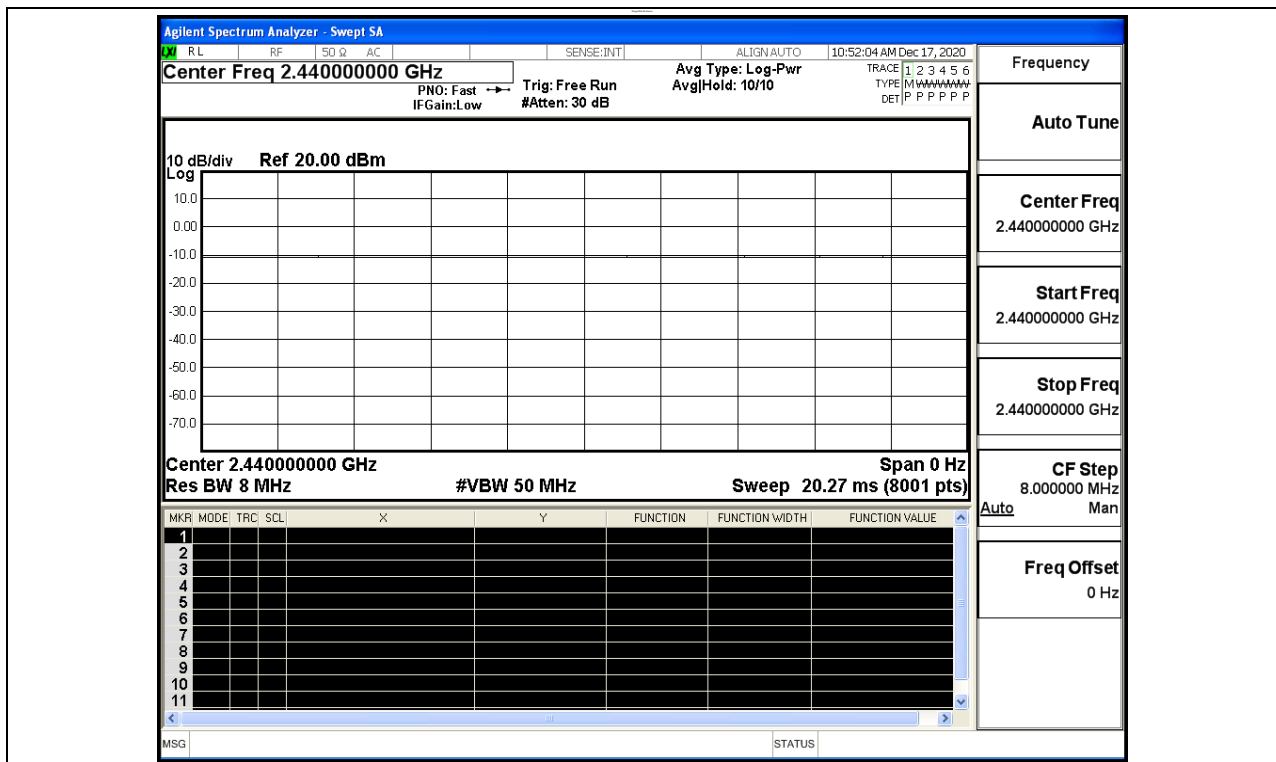 Agilent Spectrum Analyzer - Swept SA
LXI RL RF 50 Ω AC SENSE:INT ALIGN AUTO 10:52:04 AM Dec 17, 2020
Center Freq 2.440000000 GHz
PNO: Fast
IFGain:Low
Trig: Free Run
#Atten: 30 dB
Avg Type: Log-Pwr
Avg|Hold: 10/10
TRACE 1 2 3 4 5 6
TYPE M WWWWW
DET P P P P P P
10 dB/div Ref 20.00 dBm
Log
10.0
0.00
-10.0
-20.0
-30.0
-40.0
-50.0
-60.0
-70.0
Center 2.440000000 GHz Span 0 Hz
Res BW 8 MHz #VBW 50 MHz Sweep 20.27 ms (8001 pts)
MKR MODE TRC SCL X Y FUNCTION FUNCTION WIDTH FUNCTION VALUE
1
2
3
4
5
6
7
8
9
10
11
MSG STATUS
Frequency
Auto Tune
Center Freq
2.440000000 GHz
Start Freq
2.440000000 GHz
Stop Freq
2.440000000 GHz
CF Step
8.000000 MHz
Auto Man
Freq Offset
0 Hz